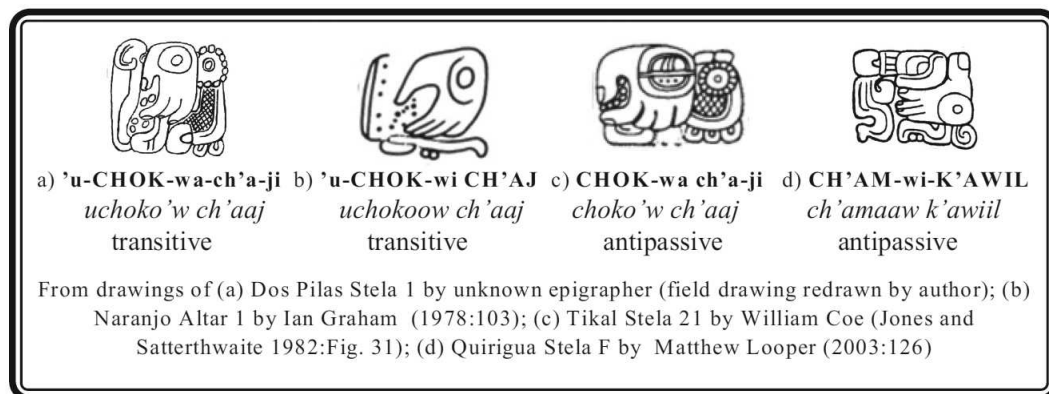 a) ’u-CHOK-wa-ch’a-ji b) ’u-CHOK-wi CH’AJ c) CHOK-wa ch’a-ji d) CH’AM-wi-K’AWIL
uchoko’w ch’aaj uchokoow ch’aaj choko’w ch’aaj ch’amaaw k’awiil
transitive transitive antipassive antipassive
From drawings of (a) Dos Pilas Stela 1 by unknown epigrapher (field drawing redrawn by author); (b)
Naranjo Altar 1 by Ian Graham (1978:103); (c) Tikal Stela 21 by William Coe (Jones and
Satterthwaite 1982:Fig. 31); (d) Quirigua Stela F by Matthew Looper (2003:126)